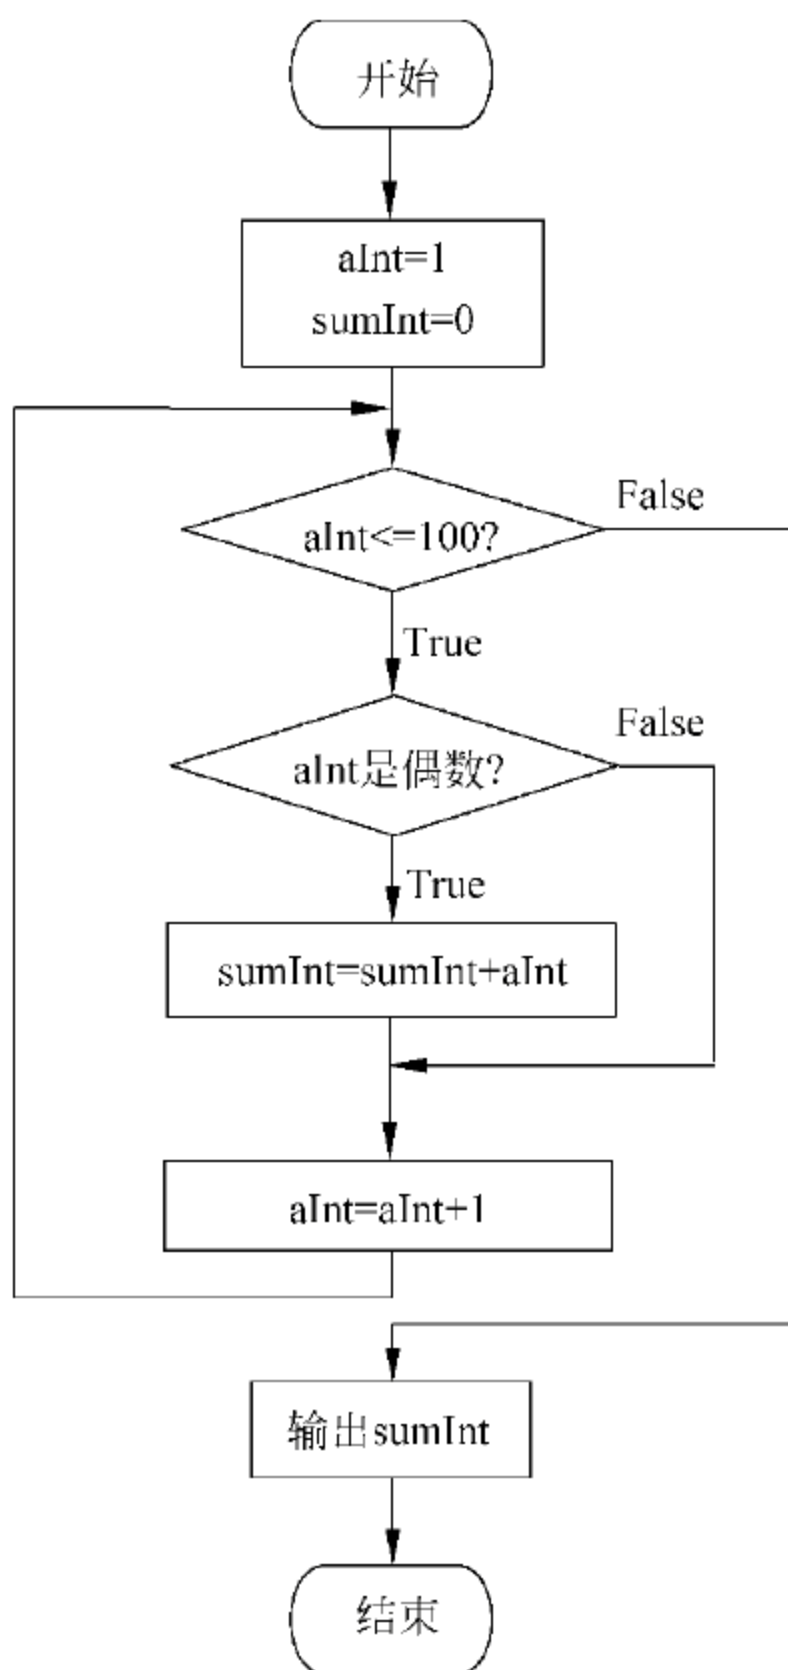 开始
aInt=1
sumInt=0
aInt<=100?
False
True
aInt是偶数?
False
True
sumInt=sumInt+aInt
aInt=aInt+1
输出sumInt
结束